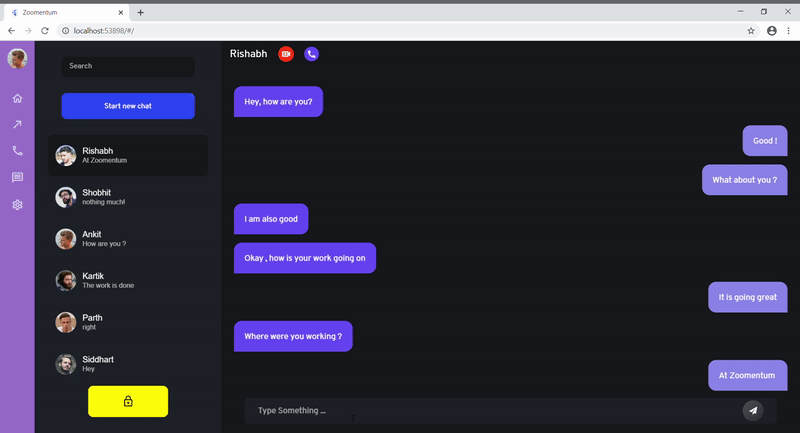 Zoomentum
localhost:53898/#/
Search
Start new chat
Rishabh
At Zoomentum
Shobhit
nothing much!
Ankit
How are you ?
Kartik
The work is done
Parth
right
Siddhart
Hey
Rishabh
Hey, how are you?
Good !
What about you ?
I am also good
Okay , how is your work going on
It is going great
Where were you working ?
At Zoomentum
Type Something ...